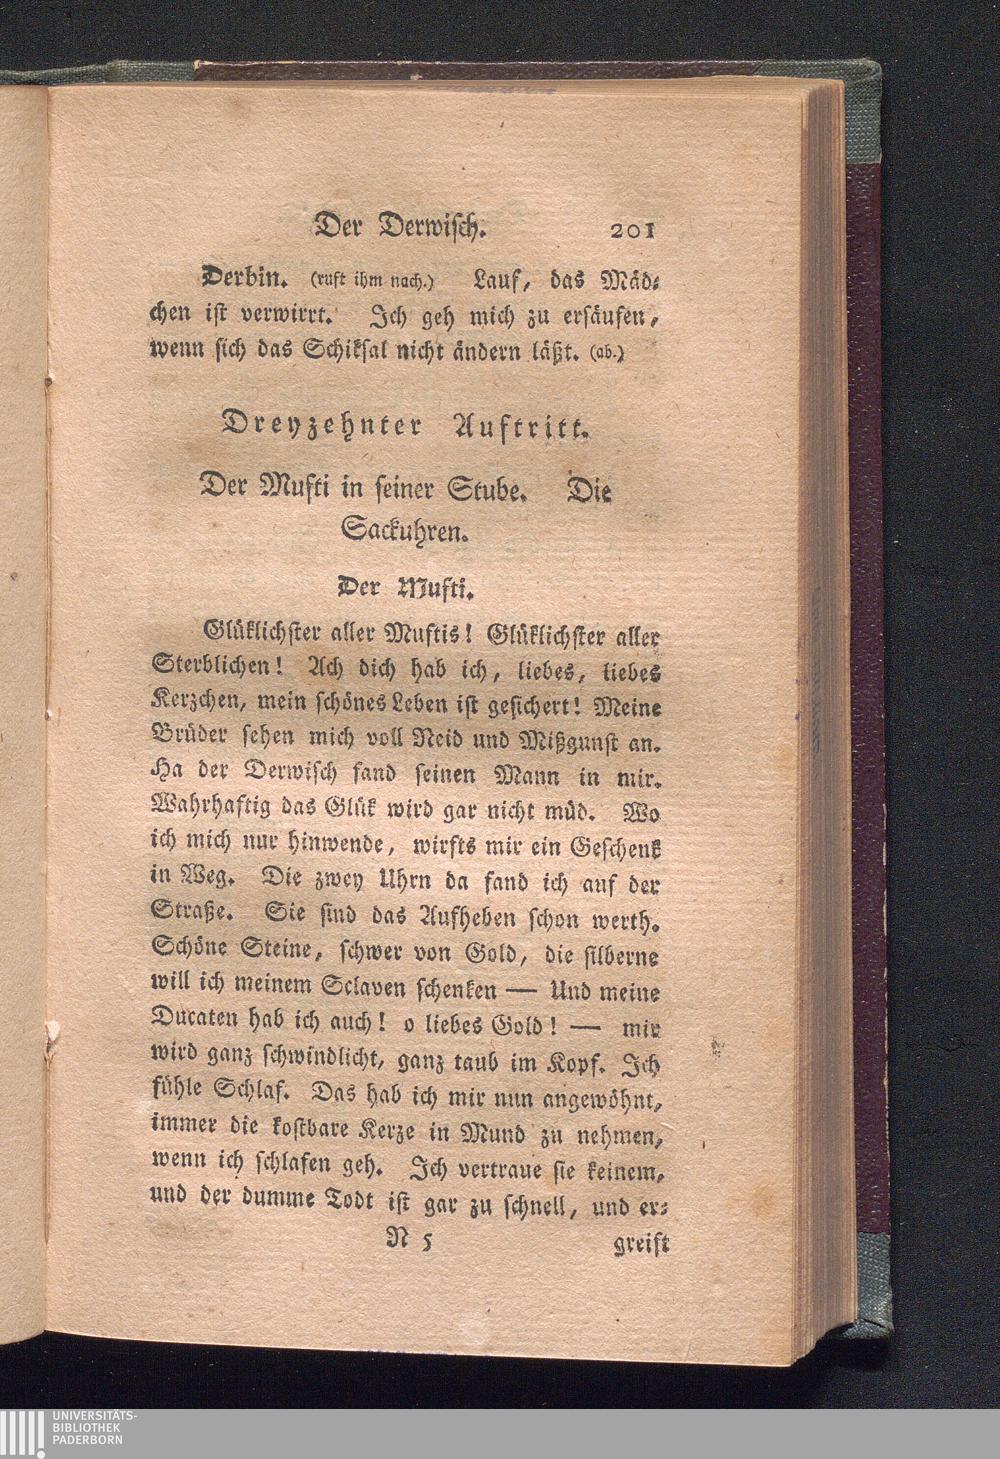 Der Derwisch. 201
Derbin. (ruft ihm nach.) Lauf, das Mäd-
chen ist verwirrt. Ich geh mich zu ersäufen,
wenn sich das Schiksal nicht ändern läßt. (ab.)
Dreyzehnter Auftritt.
Der Mufti in seiner Stube. Die
Sackuhren.
Der Mufti.
Glüklichster aller Muftis! Glüklichster aller
Sterblichen! Ach dich hab ich, liebes, liebes
Kerzchen, mein schönes Leben ist gesichert! Meine
Brüder sehen mich voll Neid und Mißgunst an.
Ha der Derwisch fand seinen Mann in mir.
Wahrhaftig das Glük wird gar nicht müd. Wo
ich mich nur hinwende, wirfts mir ein Geschenk
in Weg. Die zwey Uhrn da fand ich auf der
Straße. Sie sind das Aufheben schon werth.
Schöne Steine, schwer von Gold, die silberne
will ich meinem Sclaven schenken — Und meine
Ducaten hab ich auch! o liebes Gold! — mir
wird ganz schwindlicht, ganz taub im Kopf. Ich
fühle Schlaf. Das hab ich mir nun angewöhnt,
immer die kostbare Kerze in Mund zu nehmen,
wenn ich schlafen geh. Ich vertraue sie keinem,
und der dumme Todt ist gar zu schnell, und er-
N 5 greift
UNIVERSITÄTS-
BIBLIOTHEK
PADERBORN